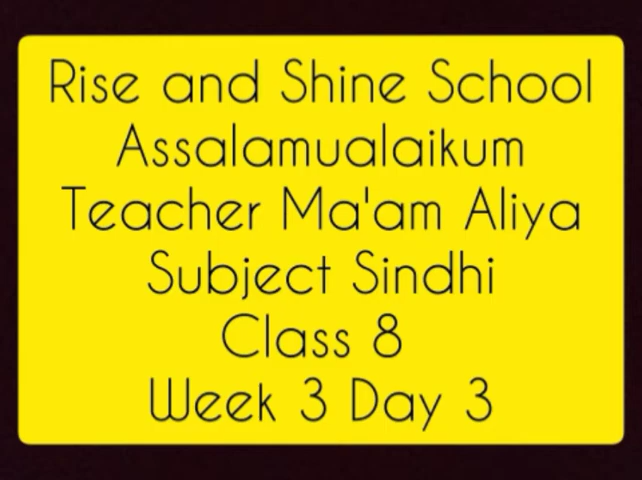 Rise and Shine School
Assalamualaikum
Teacher Ma'am Aliya
Subject Sindhi
Class 8
Week 3 Day 3